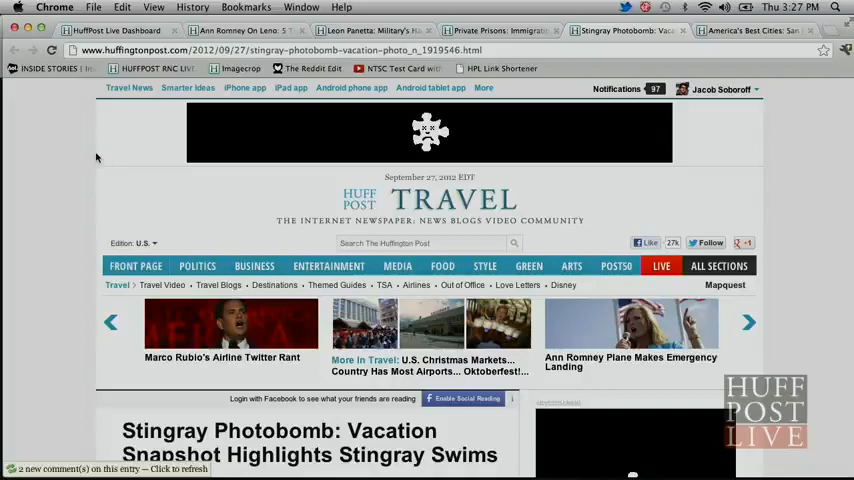 Chrome File Edit View History Bookmarks Window Help Thu 3:27 PM
HuffPost Live Dashboard Ann Romney On Leno: 5 T Leon Panetta: Military's Ha Private Prisons: Immigrati Stingray Photobomb: Vaca America's Best Cities: San
www.huffingtonpost.com/2012/09/27/stingray-photobomb-vacation-photo_n_1919546.html
INSIDE STORIES | In HUFFPOST RNC LIVE Imagecrop The Reddit Edit NTSC Test Card with HPL Link Shortener
Travel News Smarter Ideas iPhone app iPad app Android phone app Android tablet app More Notifications 97 Jacob Soboroff
September 27, 2012 EDT
HUFF POST TRAVEL
THE INTERNET NEWSPAPER: NEWS BLOGS VIDEO COMMUNITY
Edition: U.S. Search The Huffington Post Like 27k Follow +1
FRONT PAGE POLITICS BUSINESS ENTERTAINMENT MEDIA FOOD STYLE GREEN ARTS POST50 LIVE ALL SECTIONS
Travel Travel Video • Travel Blogs • Destinations • Themed Guides • TSA • Airlines • Out of Office • Love Letters • Disney Mapquest
Marco Rubio's Airline Twitter Rant
More In Travel: U.S. Christmas Markets...
Country Has Most Airports... Oktoberfest!...
Ann Romney Plane Makes Emergency
Landing
Login with Facebook to see what your friends are reading Enable Social Reading i
ADVERTISEMENT
Stingray Photobomb: Vacation
Snapshot Highlights Stingray Swims
2 new comment(s) on this entry — Click to refresh
HUFF
POST
LIVE